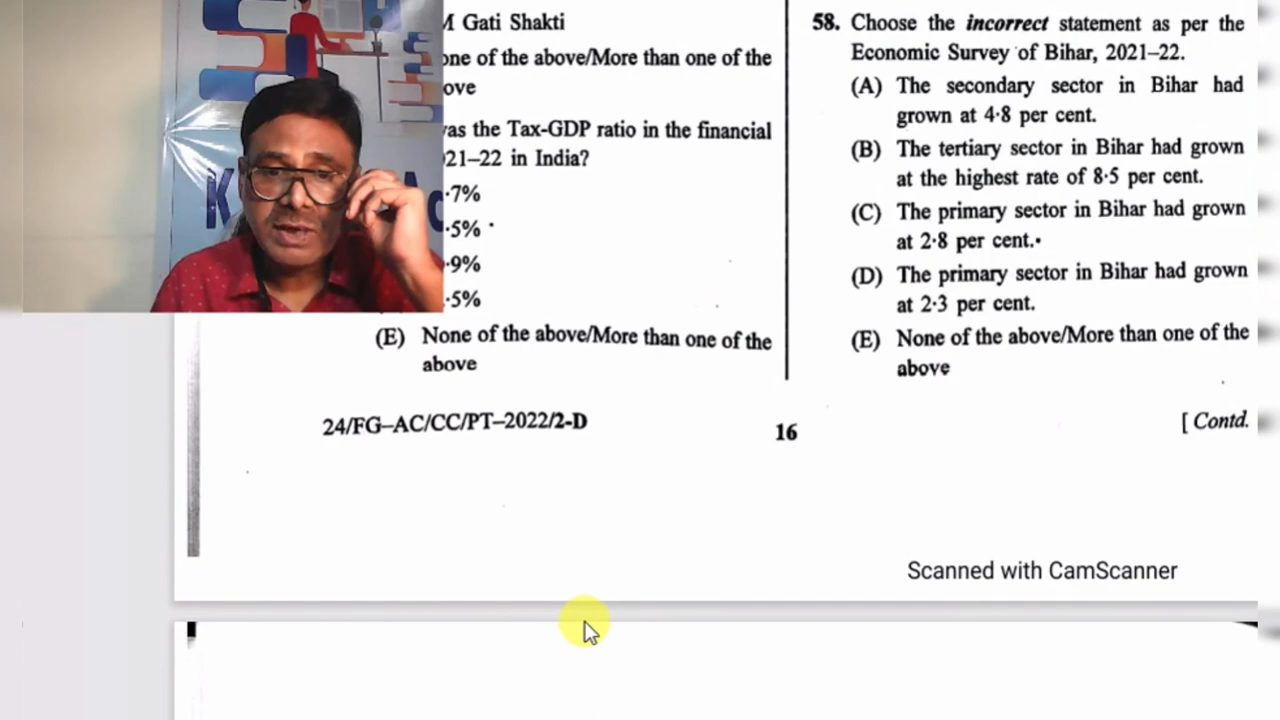 Gati Shakti
of the above/More than one of the
was the Tax-GDP ratio in the financial
21–22 in India?
·7%
·5%
·9%
·5%
(E) None of the above/More than one of the
above
58. Choose the incorrect statement as per the
Economic Survey of Bihar, 2021–22.
(A) The secondary sector in Bihar had
grown at 4·8 per cent.
(B) The tertiary sector in Bihar had grown
at the highest rate of 8·5 per cent.
(C) The primary sector in Bihar had grown
at 2·8 per cent.
(D) The primary sector in Bihar had grown
at 2·3 per cent.
(E) None of the above/More than one of the
above
24/FG–AC/CC/PT–2022/2-D
16
[ Contd.
Scanned with CamScanner
K